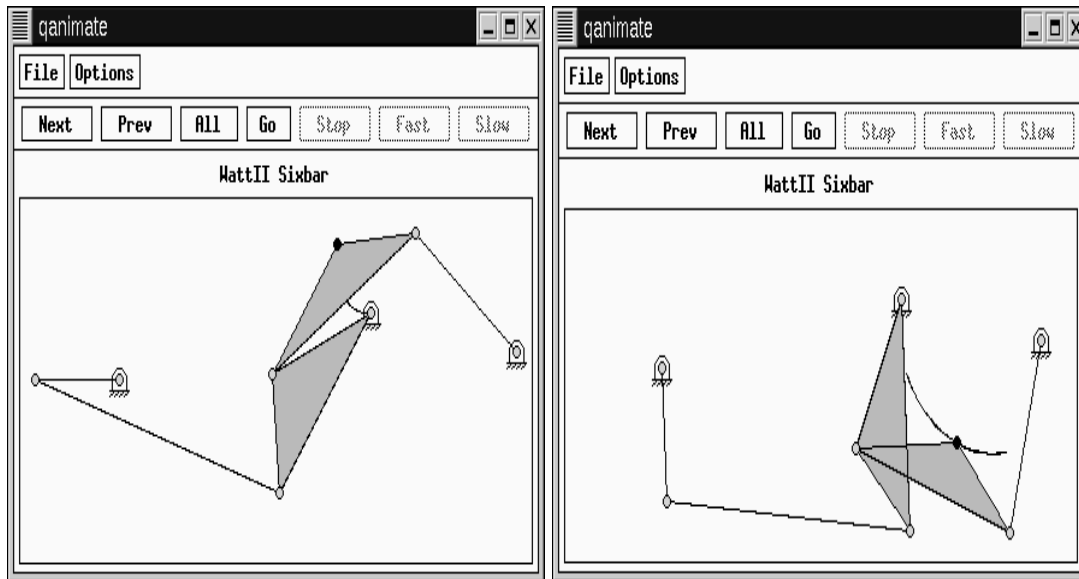 qanimate
File Options
Next Prev All Go Stop Fast Slow
WattII Sixbar
qanimate
File Options
Next Prev All Go Stop Fast Slow
WattII Sixbar